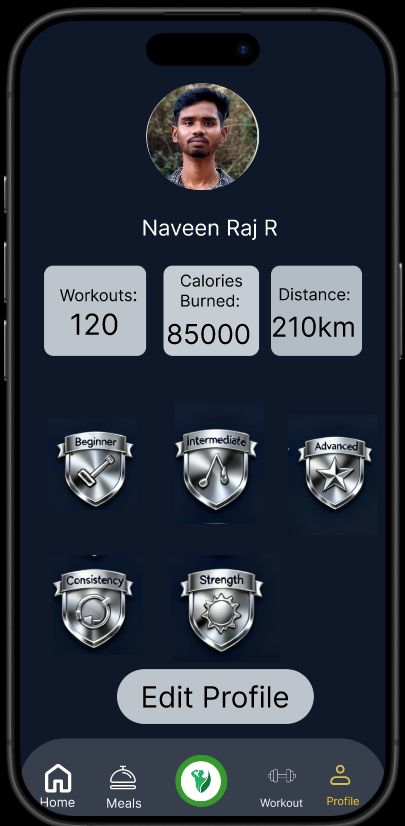 Naveen Raj R
Workouts:
120
Calories
Burned:
85000
Distance:
210km
Beginner
Intermediate
Advanced
Consistency
Strength
Edit Profile
Home
Meals
Workout
Profile